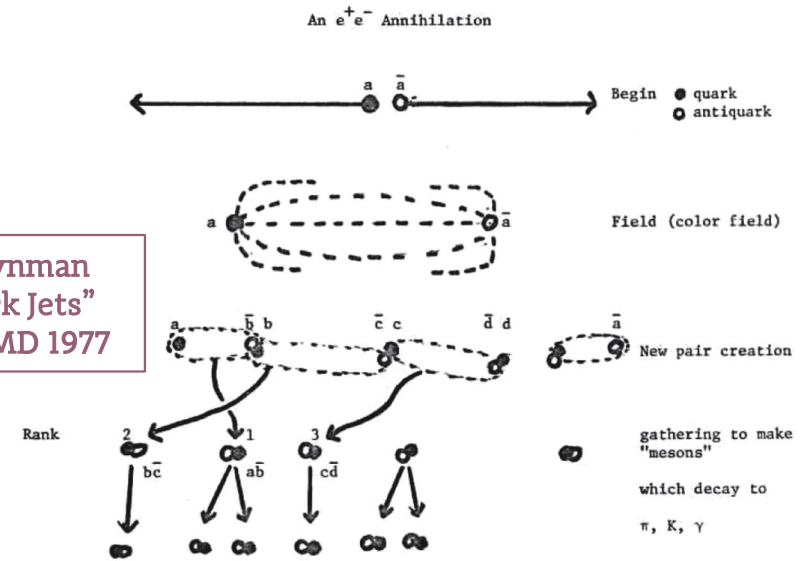 An e⁺e⁻ Annihilation
a ā
Begin ● quark
○ antiquark
a ā
Field (color field)
ynman
k Jets”
MD 1977
a b̄ b c̄ c d̄ d ā
New pair creation
Rank
2 1 3
bc̄ ab̄ cd̄
gathering to make
"mesons"
which decay to
π, K, γ